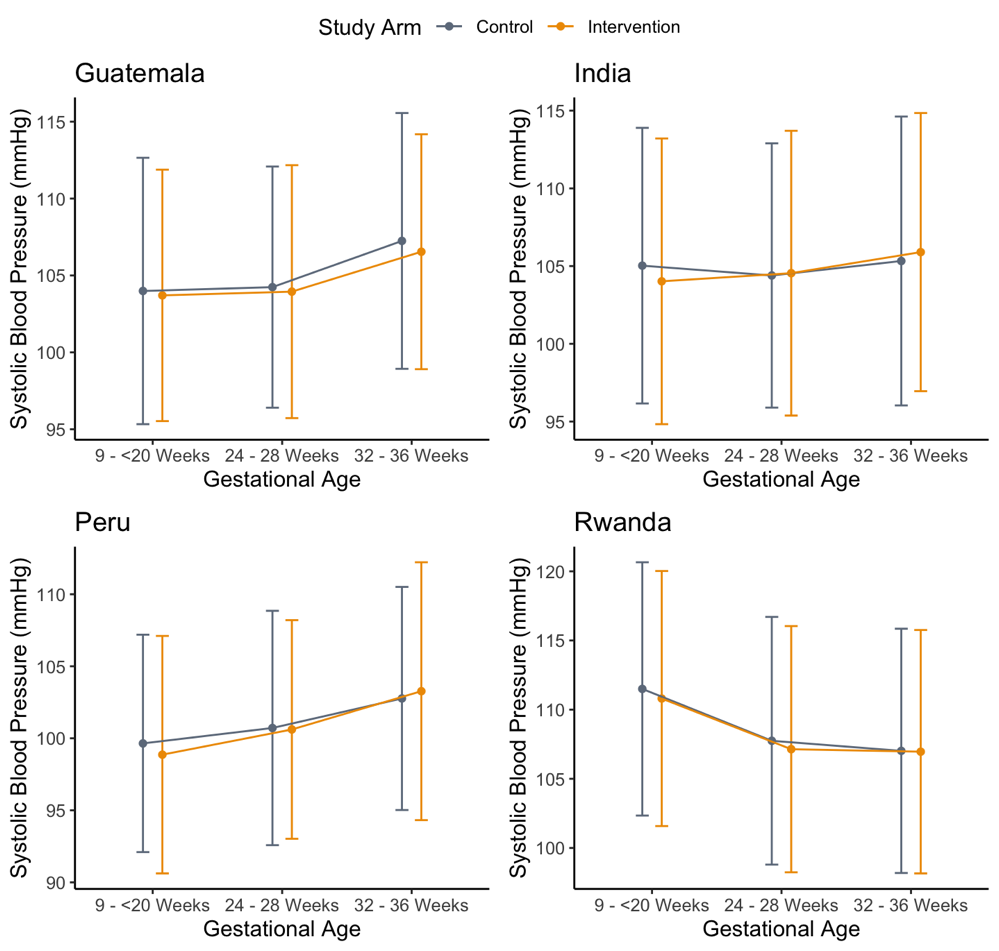 Study Arm Control Intervention
Guatemala
Systolic Blood Pressure (mmHg)
115
110
105
100
95
9 - <20 Weeks 24 - 28 Weeks 32 - 36 Weeks
Gestational Age
India
Systolic Blood Pressure (mmHg)
115
110
105
100
95
9 - <20 Weeks 24 - 28 Weeks 32 - 36 Weeks
Gestational Age
Peru
Systolic Blood Pressure (mmHg)
110
105
100
95
90
9 - <20 Weeks 24 - 28 Weeks 32 - 36 Weeks
Gestational Age
Rwanda
Systolic Blood Pressure (mmHg)
120
115
110
105
100
9 - <20 Weeks 24 - 28 Weeks 32 - 36 Weeks
Gestational Age